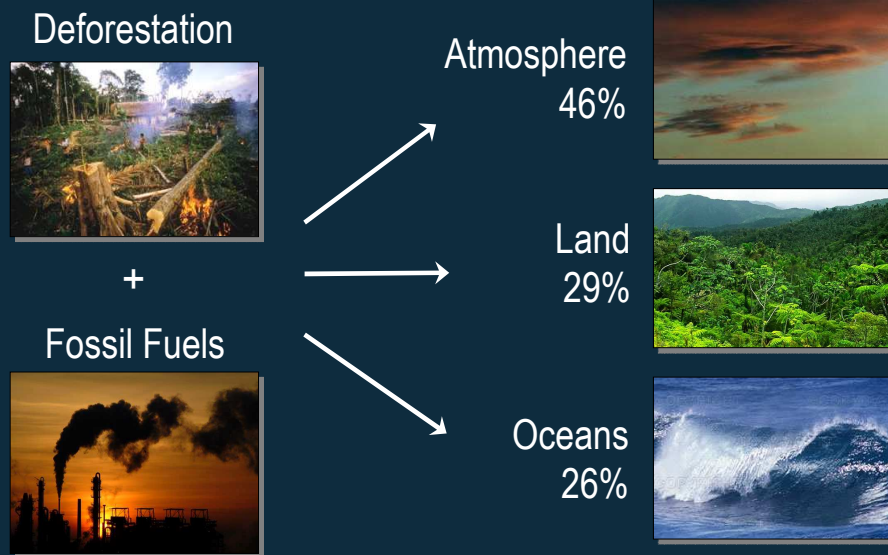 Deforestation
+
Fossil Fuels
Atmosphere
46%
Land
29%
Oceans
26%